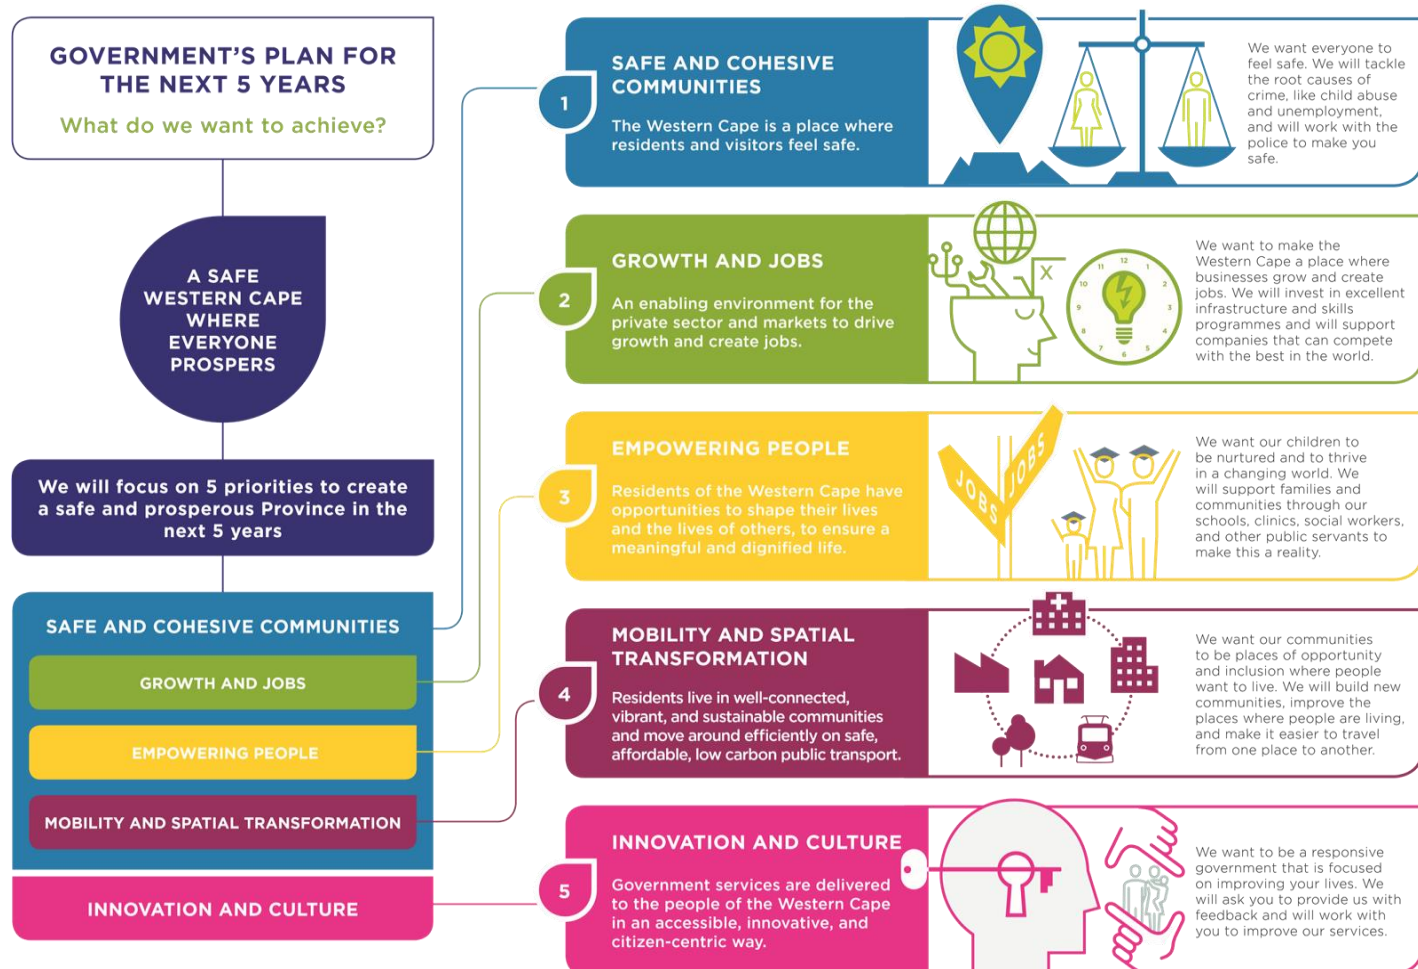 GOVERNMENT'S PLAN FOR
THE NEXT 5 YEARS
What do we want to achieve?
A SAFE
WESTERN CAPE
WHERE
EVERYONE
PROSPERS
We will focus on 5 priorities to create
a safe and prosperous Province in the
next 5 years
SAFE AND COHESIVE COMMUNITIES
GROWTH AND JOBS
EMPOWERING PEOPLE
MOBILITY AND SPATIAL TRANSFORMATION
INNOVATION AND CULTURE
1
SAFE AND COHESIVE
COMMUNITIES
The Western Cape is a place where
residents and visitors feel safe.
We want everyone to
feel safe. We will tackle
the root causes of
crime, like child abuse
and unemployment,
and will work with the
police to make you
safe.
2
GROWTH AND JOBS
An enabling environment for the
private sector and markets to drive
growth and create jobs.
X
12
1
2
3
4
5
6
7
8
9
10
11
We want to make the
Western Cape a place where
businesses grow and create
jobs. We will invest in excellent
infrastructure and skills
programmes and will support
companies that can compete
with the best in the world.
3
EMPOWERING PEOPLE
Residents of the Western Cape have
opportunities to shape their lives
and the lives of others, to ensure a
meaningful and dignified life.
JOBS
JOBS
We want our children to
be nurtured and to thrive
in a changing world. We
will support families and
communities through our
schools, clinics, social workers,
and other public servants to
make this a reality.
4
MOBILITY AND SPATIAL
TRANSFORMATION
Residents live in well-connected,
vibrant, and sustainable communities
and move around efficiently on safe,
affordable, low carbon public transport.
We want our communities
to be places of opportunity
and inclusion where people
want to live. We will build new
communities, improve the
places where people are living,
and make it easier to travel
from one place to another.
5
INNOVATION AND CULTURE
Government services are delivered
to the people of the Western Cape
in an accessible, innovative, and
citizen-centric way.
We want to be a responsive
government that is focused
on improving your lives. We
will ask you to provide us with
feedback and will work with
you to improve our services.